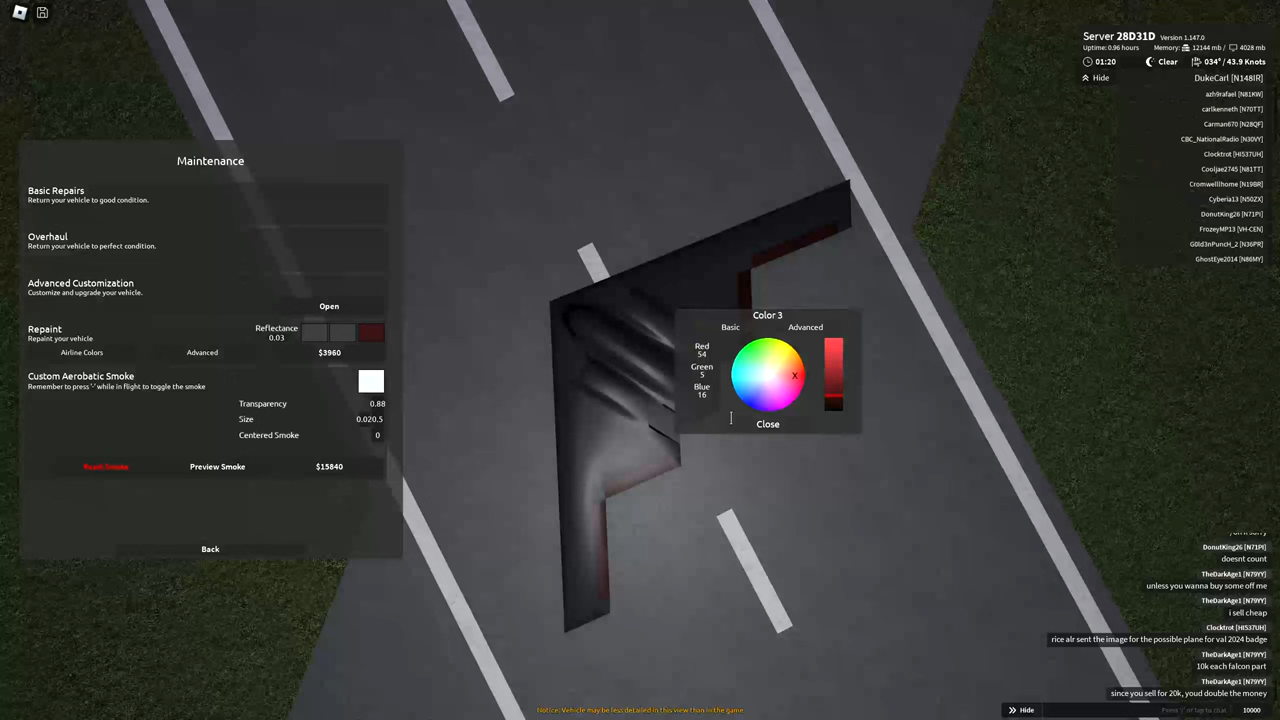 Server 28D31D Version 1.147.0
Uptime: 0.96 hours Memory: 12144 mb / 4028 mb
01:20 Clear 034° / 43.9 Knots
Hide DukeCarl [N148IR]
azh9rafael [N81KW]
carlkenneth [N70TT]
Carman670 [N28QF]
CBC_NationalRadio [N30VY]
Clocktrot [HI537UH]
Cooljae2745 [N81TT]
Cromwelllhome [N19BR]
Cyberia13 [N50ZX]
DonutKing26 [N71PI]
FrozeyMP13 [VH-CEN]
G0ld3nPuncH_2 [N36PR]
GhostEye2014 [N86MY]
Maintenance
Basic Repairs
Return your vehicle to good condition.
Overhaul
Return your vehicle to perfect condition.
Advanced Customization
Customize and upgrade your vehicle.
Open
Repaint
Repaint your vehicle
Reflectance
0.03
Airline Colors Advanced $3960
Custom Aerobatic Smoke
Remember to press '-' while in flight to toggle the smoke
Transparency 0.88
Size 0.020.5
Centered Smoke 0
Preview Smoke $15840
Back
Color 3
Basic Advanced
Red
54
Green
5
Blue
16
Close
DonutKing26 [N71PI]
doesnt count
TheDarkAge1 [N79YY]
unless you wanna buy some off me
TheDarkAge1 [N79YY]
i sell cheap
Clocktrot [HI537UH]
rice alr sent the image for the possible plane for val 2024 badge
TheDarkAge1 [N79YY]
10k each falcon part
TheDarkAge1 [N79YY]
since you sell for 20k, youd double the money
Notice: Vehicle may be less detailed in this view than in the game.
Hide Press '/' or tap to chat 10000